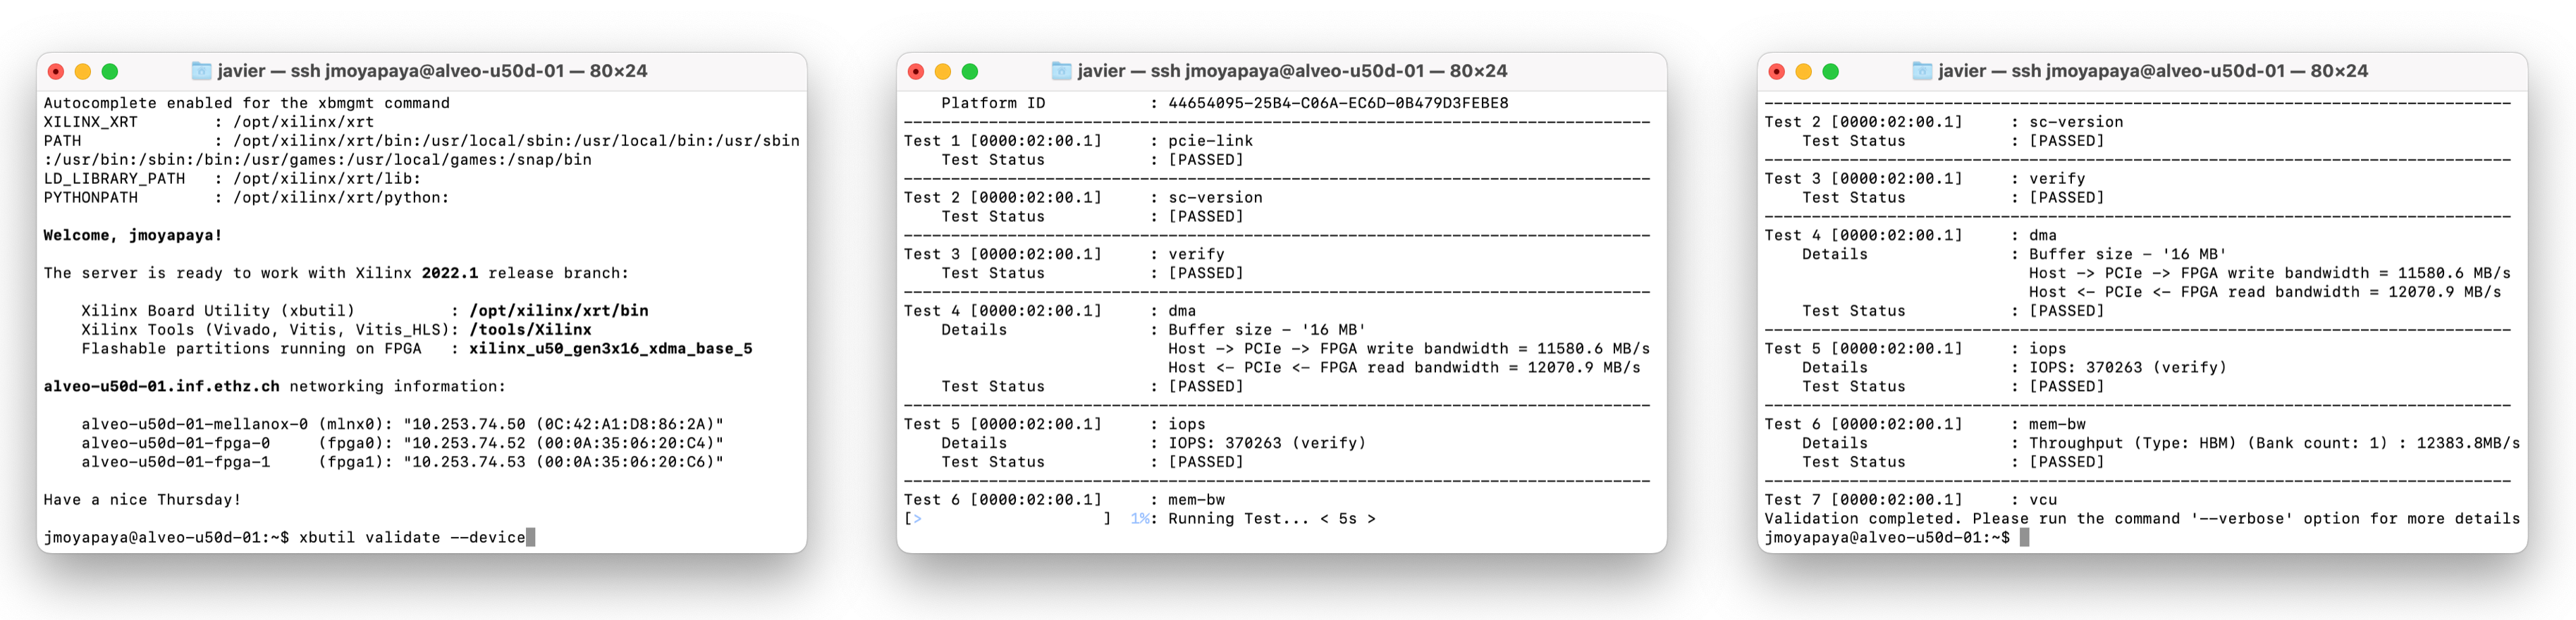 javier — ssh jmoyapaya@alveo-u50d-01 — 80×24
Autocomplete enabled for the xbmgmt command
XILINX_XRT        : /opt/xilinx/xrt
PATH              : /opt/xilinx/xrt/bin:/usr/local/sbin:/usr/local/bin:/usr/sbin
:/usr/bin:/sbin:/bin:/usr/games:/usr/local/games:/snap/bin
LD_LIBRARY_PATH   : /opt/xilinx/xrt/lib:
PYTHONPATH        : /opt/xilinx/xrt/python:
Welcome, jmoyapaya!
The server is ready to work with Xilinx 2022.1 release branch:
    Xilinx Board Utility (xbutil)          : /opt/xilinx/xrt/bin
    Xilinx Tools (Vivado, Vitis, Vitis_HLS): /tools/Xilinx
    Flashable partitions running on FPGA   : xilinx_u50_gen3x16_xdma_base_5
alveo-u50d-01.inf.ethz.ch networking information:
    alveo-u50d-01-mellanox-0 (mlnx0): "10.253.74.50 (0C:42:A1:D8:86:2A)"
    alveo-u50d-01-fpga-0     (fpga0): "10.253.74.52 (00:0A:35:06:20:C4)"
    alveo-u50d-01-fpga-1     (fpga1): "10.253.74.53 (00:0A:35:06:20:C6)"
Have a nice Thursday!
jmoyapaya@alveo-u50d-01:~$ xbutil validate --device
javier — ssh jmoyapaya@alveo-u50d-01 — 80×24
    Platform ID           : 44654095-25B4-C06A-EC6D-0B479D3FEBE8
-------------------------------------------------------------------------------
Test 1 [0000:02:00.1]     : pcie-link
    Test Status           : [PASSED]
-------------------------------------------------------------------------------
Test 2 [0000:02:00.1]     : sc-version
    Test Status           : [PASSED]
-------------------------------------------------------------------------------
Test 3 [0000:02:00.1]     : verify
    Test Status           : [PASSED]
-------------------------------------------------------------------------------
Test 4 [0000:02:00.1]     : dma
    Details               : Buffer size - '16 MB'
                            Host -> PCIe -> FPGA write bandwidth = 11580.6 MB/s
                            Host <- PCIe <- FPGA read bandwidth = 12070.9 MB/s
    Test Status           : [PASSED]
-------------------------------------------------------------------------------
Test 5 [0000:02:00.1]     : iops
    Details               : IOPS: 370263 (verify)
    Test Status           : [PASSED]
-------------------------------------------------------------------------------
Test 6 [0000:02:00.1]     : mem-bw
[>                   ]  1%: Running Test... < 5s >
javier — ssh jmoyapaya@alveo-u50d-01 — 80×24
-------------------------------------------------------------------------------
Test 2 [0000:02:00.1]     : sc-version
    Test Status           : [PASSED]
-------------------------------------------------------------------------------
Test 3 [0000:02:00.1]     : verify
    Test Status           : [PASSED]
-------------------------------------------------------------------------------
Test 4 [0000:02:00.1]     : dma
    Details               : Buffer size - '16 MB'
                            Host -> PCIe -> FPGA write bandwidth = 11580.6 MB/s
                            Host <- PCIe <- FPGA read bandwidth = 12070.9 MB/s
    Test Status           : [PASSED]
-------------------------------------------------------------------------------
Test 5 [0000:02:00.1]     : iops
    Details               : IOPS: 370263 (verify)
    Test Status           : [PASSED]
-------------------------------------------------------------------------------
Test 6 [0000:02:00.1]     : mem-bw
    Details               : Throughput (Type: HBM) (Bank count: 1) : 12383.8MB/s
    Test Status           : [PASSED]
-------------------------------------------------------------------------------
Test 7 [0000:02:00.1]     : vcu
Validation completed. Please run the command '--verbose' option for more details
jmoyapaya@alveo-u50d-01:~$